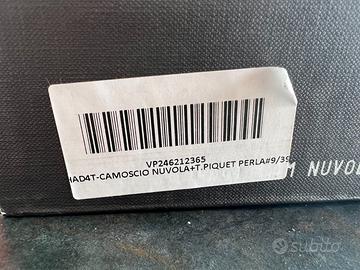 VP246212365
HAD4T-CAMOSCIO NUVOLA+T.PIQUET PERLA#9/39
NUVOL
subito